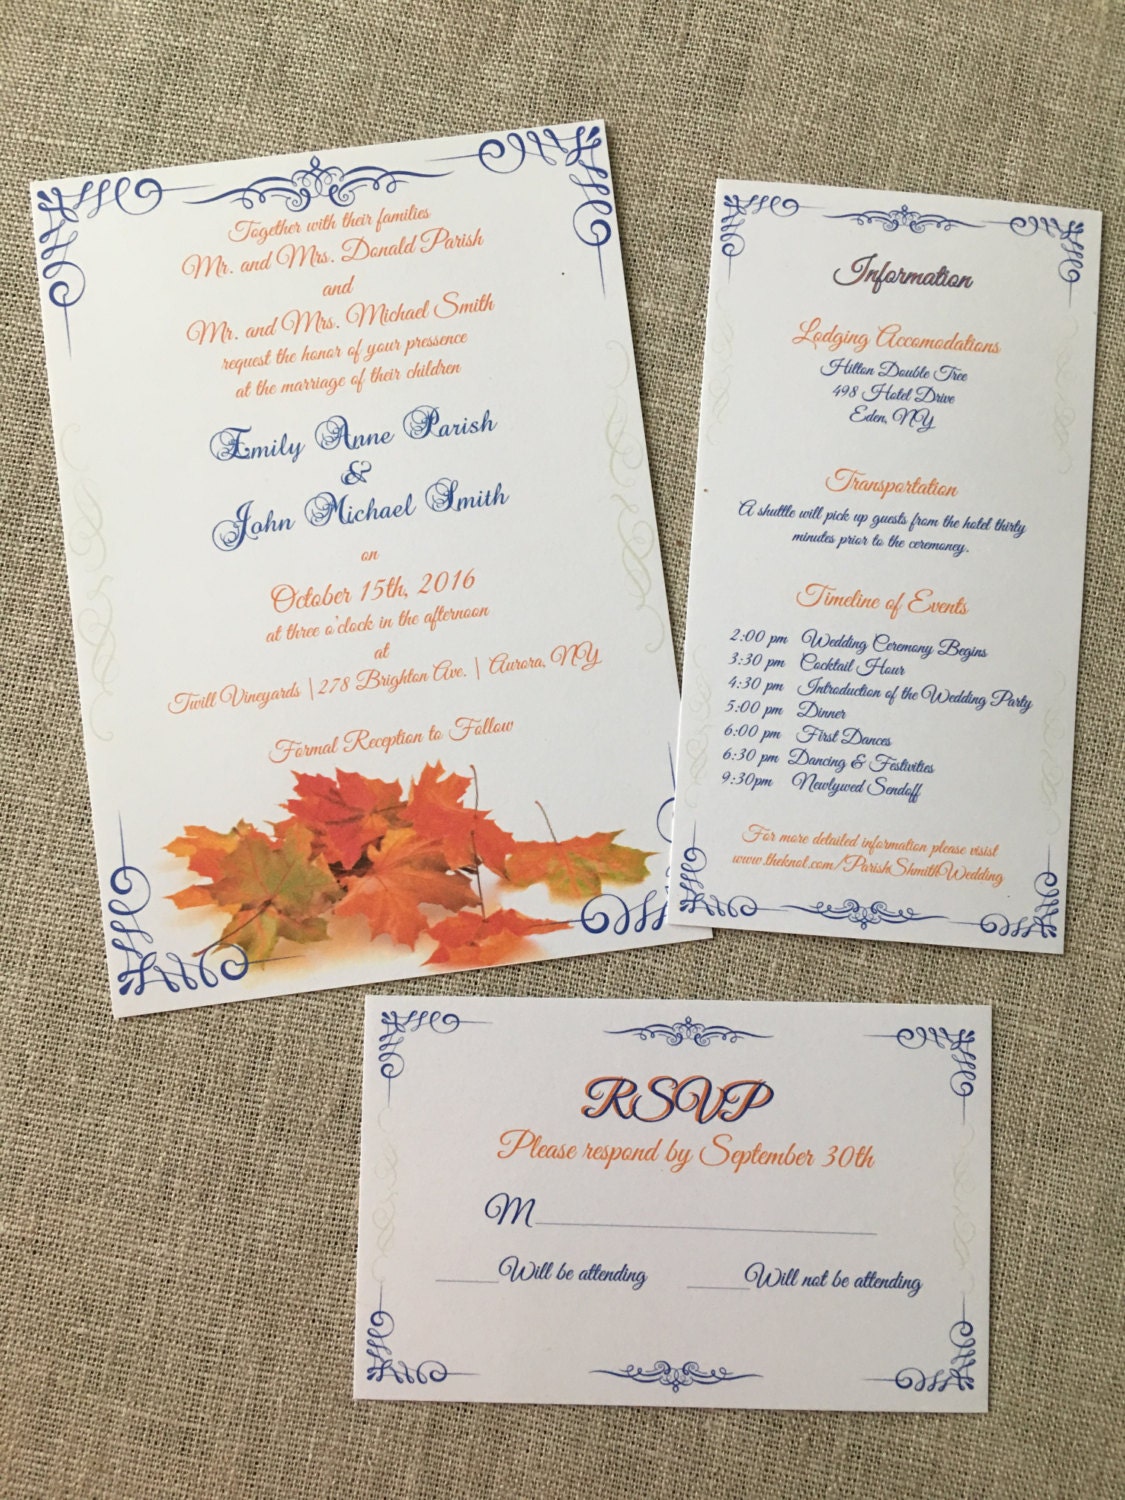 Together with their families
Mr. and Mrs. Donald Parish
and
Mr. and Mrs. Michael Smith
request the honor of your pressence
at the marriage of their children
Emily Anne Parish
&
John Michael Smith
on
October 15th, 2016
at three o'clock in the afternoon
at
Twill Vineyards | 278 Brighton Ave. | Aurora, NY
Formal Reception to Follow
Information
Lodging Accomodations
Hilton Double Tree
498 Hotel Drive
Eden, NY
Transportation
A shuttle will pick up guests from the hotel thirty
minutes prior to the ceremoney.
Timeline of Events
2:00 pm Wedding Ceremony Begins
3:30 pm Cocktail Hour
4:30 pm Introduction of the Wedding Party
5:00 pm Dinner
6:00 pm First Dances
6:30 pm Dancing & Festivities
9:30pm Newlywed Sendoff
For more detailed information please visist
www.theknot.com/ParishShmithWedding
RSVP
Please respond by September 30th
M
Will be attending Will not be attending